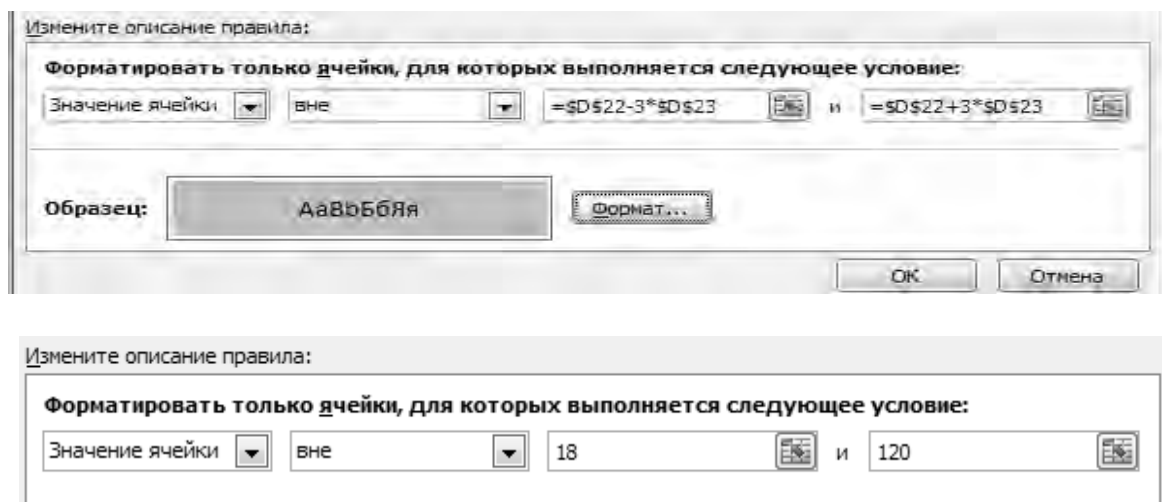 Измените описание правила:
Форматировать только ячейки, для которых выполняется следующее условие:
Значение ячейки вне =$D$22-3*$D$23 и =$D$22+3*$D$23
Образец: АаВbБбЯя Формат...
ОК Отмена
Измените описание правила:
Форматировать только ячейки, для которых выполняется следующее условие:
Значение ячейки вне 18 и 120